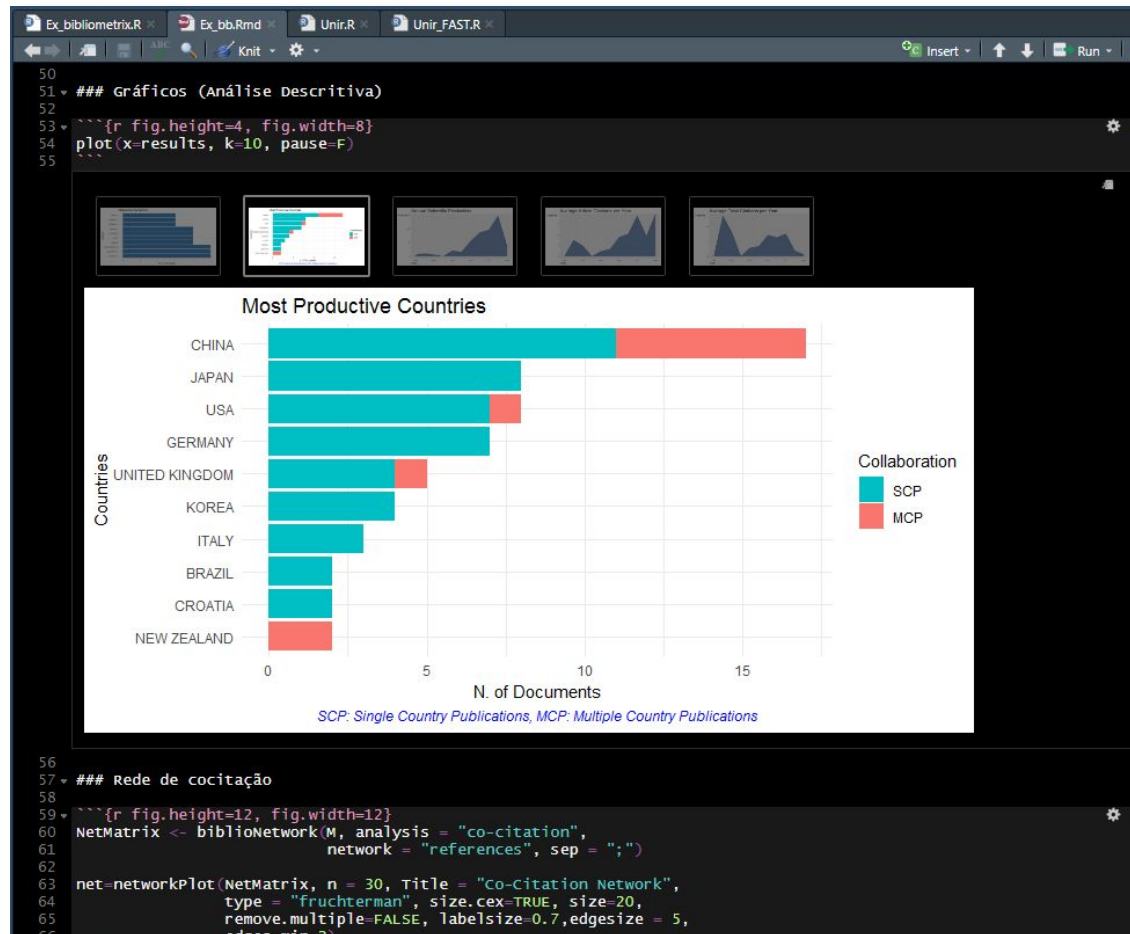 Ex_bibliometrix.R Ex_bb.Rmd Unir.R Unir_FAST.R
ABC Knit Insert Run
50
51 ### Gráficos (Análise Descritiva)
52
53 ```{r fig.height=4, fig.width=8}
54 plot(x=results, k=10, pause=F)
55 ```
Most Productive Countries
Countries
CHINA
JAPAN
USA
GERMANY
UNITED KINGDOM
KOREA
ITALY
BRAZIL
CROATIA
NEW ZEALAND
0 5 10 15
N. of Documents
SCP: Single Country Publications, MCP: Multiple Country Publications
Collaboration
SCP
MCP
56
57 ### Rede de cocitação
58
59 ```{r fig.height=12, fig.width=12}
60 NetMatrix <- biblioNetwork(M, analysis = "co-citation",
61 network = "references", sep = ";")
62
63 net=networkPlot(NetMatrix, n = 30, Title = "Co-Citation Network",
64 type = "fruchterman", size.cex=TRUE, size=20,
65 remove.multiple=FALSE, labelsize=0.7,edgesize = 5,